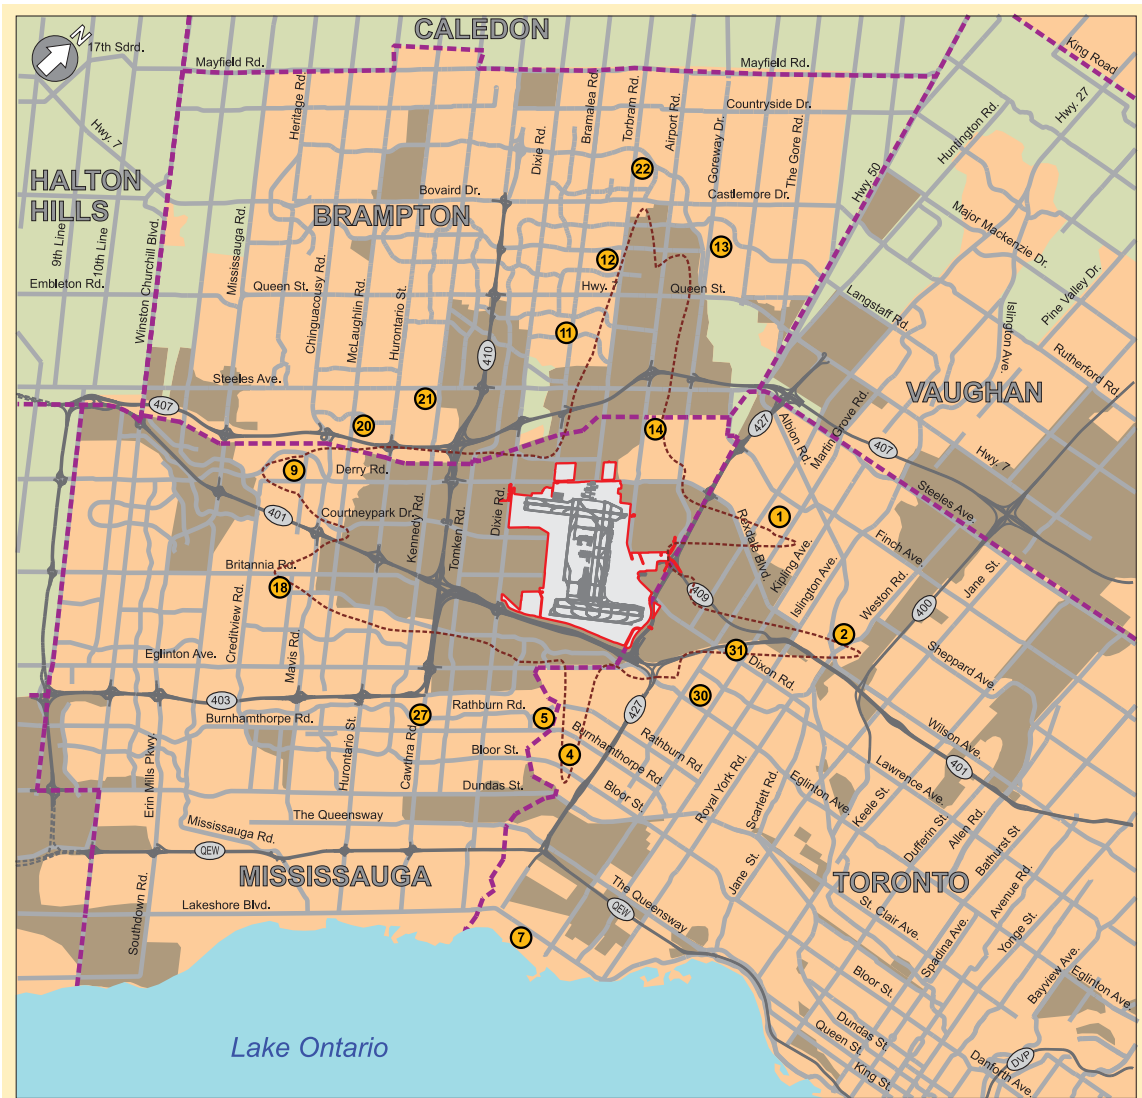 CALEDON
N
17th Sdrd.
Mayfield Rd.
Mayfield Rd.
King Road
Hwy. 27
Hwy. 7
Heritage Rd.
Dixie Rd.
Bramalea Rd.
Torbram Rd.
Airport Rd.
Countryside Dr.
Goreway Dr.
The Gore Rd.
Huntington Rd.
22
HALTON
HILLS
Bovaird Dr.
Castlemore Dr.
Hwy. 50
BRAMPTON
Major Mackenzie Dr.
9th Line
10th Line
Winston Churchill Blvd.
Mississauga Rd.
12
13
Embleton Rd.
Queen St.
Chinguacousy Rd.
McLaughlin Rd.
Hurontario St.
Hwy.
Queen St.
Langstaff Rd.
Islington Ave.
Pine Valley Dr.
11
410
Rutherford Rd.
Steeles Ave.
VAUGHAN
407
21
20
14
427
Albion Rd.
Martin Grove Rd.
407
Hwy. 7
9
Derry Rd.
Steeles Ave.
401
Courtneypark Dr.
Kennedy Rd.
Tomken Rd.
Dixie Rd.
1
Rexdale Blvd.
Kipling Ave.
Islington Ave.
Finch Ave.
Britannia Rd.
18
409
Weston Rd.
400
Jane St.
Creditview Rd.
Mavis Rd.
2
Eglinton Ave.
31
Dixon Rd.
Sheppard Ave.
403
30
Burnhamthorpe Rd.
27
Rathburn Rd.
5
427
Erin Mills Pkwy.
Hurontario St.
Cawthra Rd.
Bloor St.
4
Burnhamthorpe Rd.
Rathburn Rd.
Wilson Ave.
401
Dundas St.
Bloor St.
Royal York Rd.
Scarlett Rd.
Eglinton Ave.
Lawrence Ave.
Keele St.
Mississauga Rd.
The Queensway
Dufferin St.
Allen Rd.
Bathurst St
QEW
MISSISSAUGA
Jane St.
TORONTO
Southdown Rd.
Lakeshore Blvd.
The Queensway
QEW
St. Clair Ave.
Avenue Rd.
Yonge St.
Spadina Ave.
7
Bloor St.
Bayview Ave.
Eglinton Ave.
Lake Ontario
Dundas St.
Queen St.
King St.
DVP
Danforth Ave.